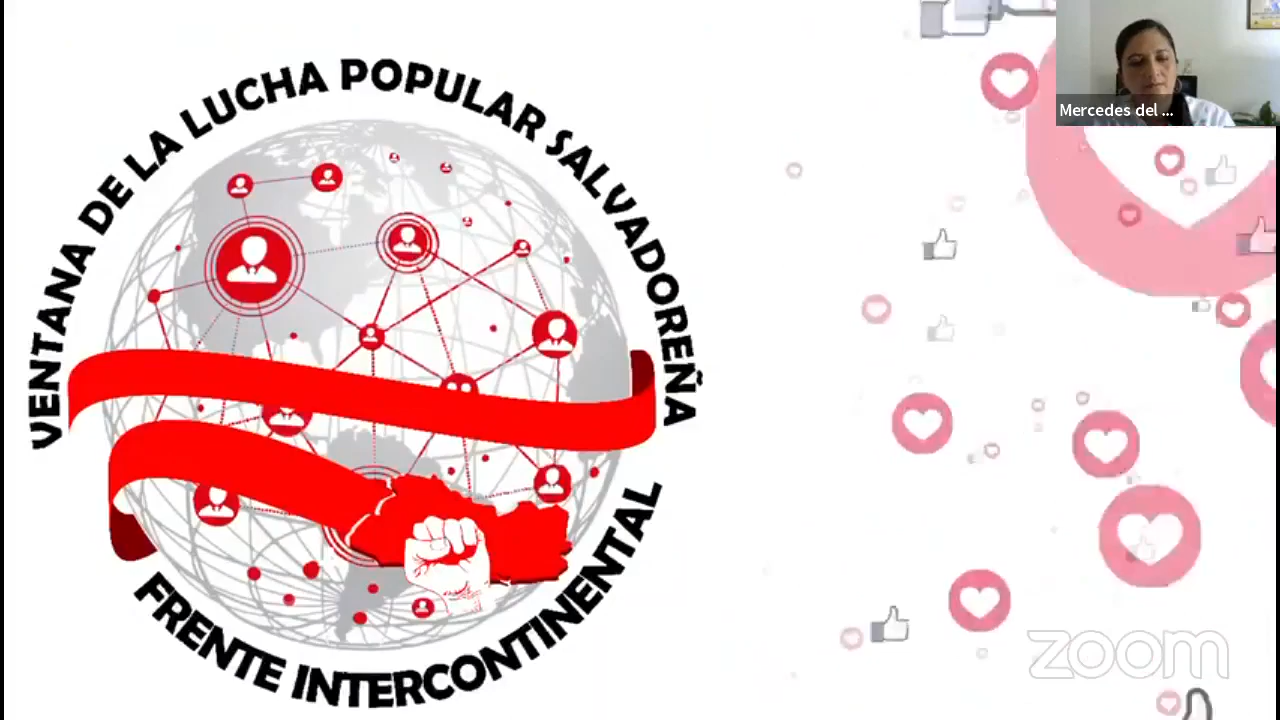 VENTANA DE LA LUCHA POPULAR SALVADOREÑA
FRENTE INTERCONTINENTAL
Mercedes del ...
zoom